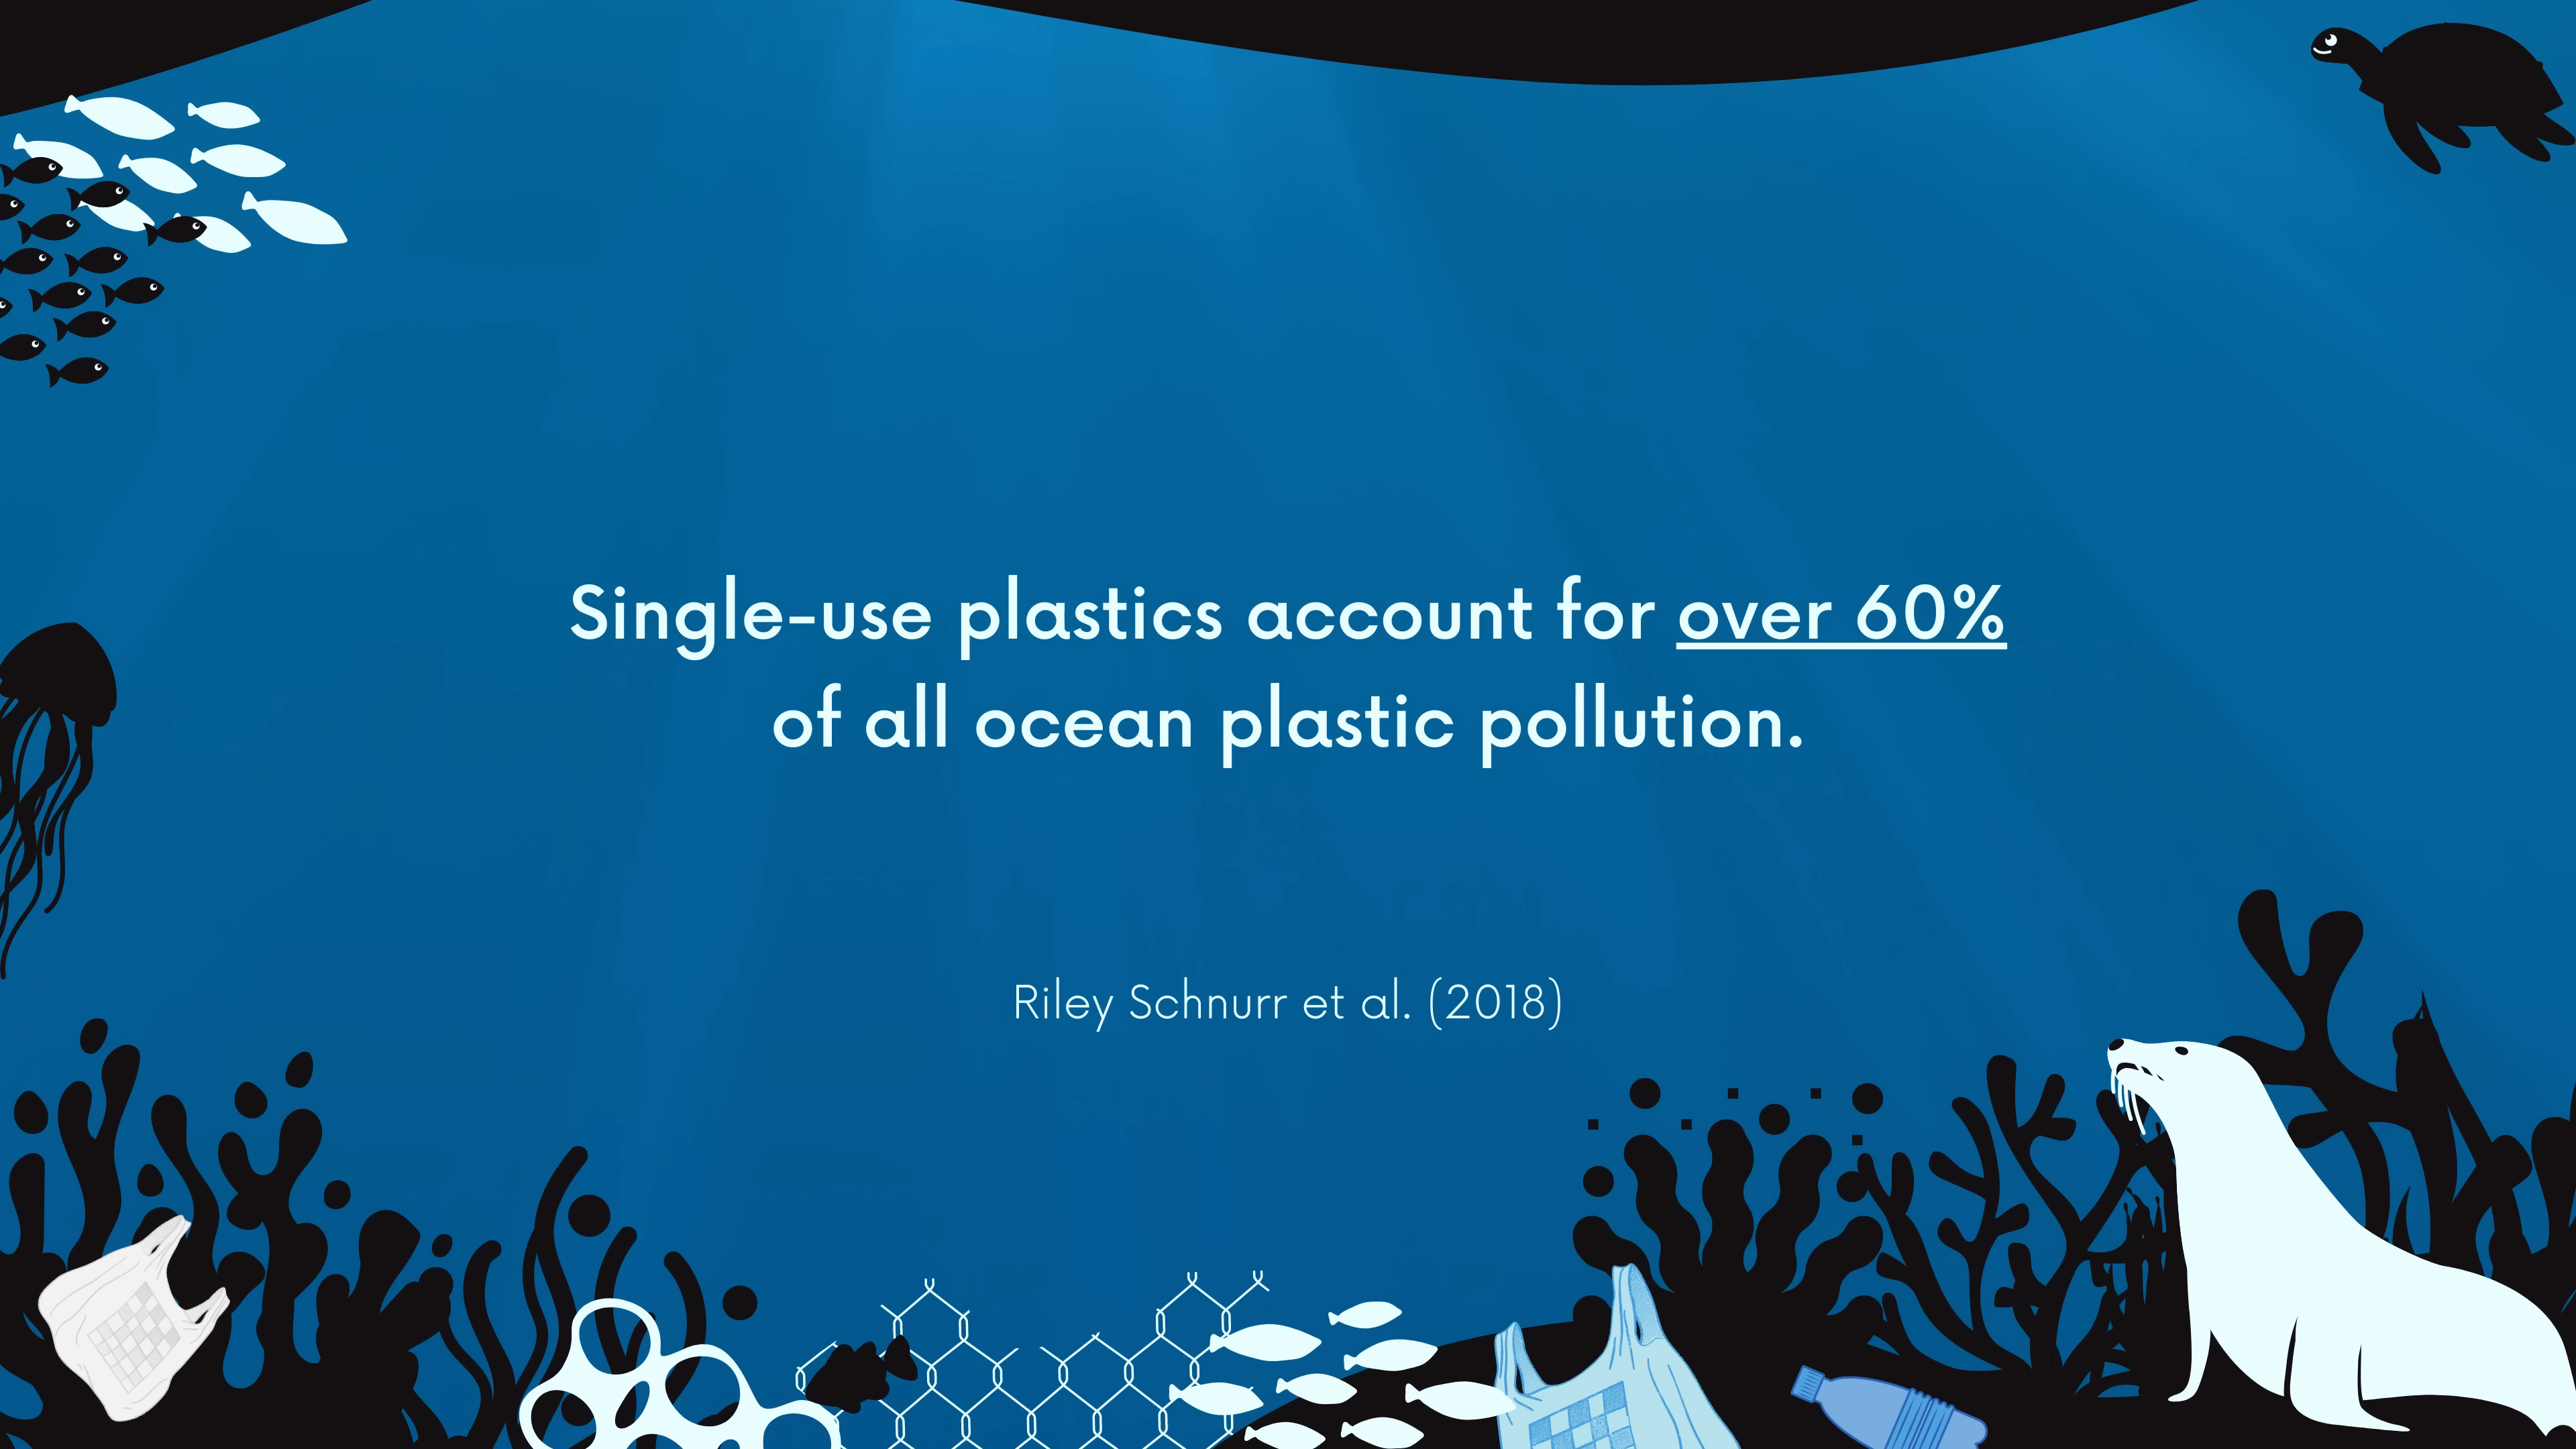 Single-use plastics account for over 60%
of all ocean plastic pollution.
Riley Schnurr et al. (2018)